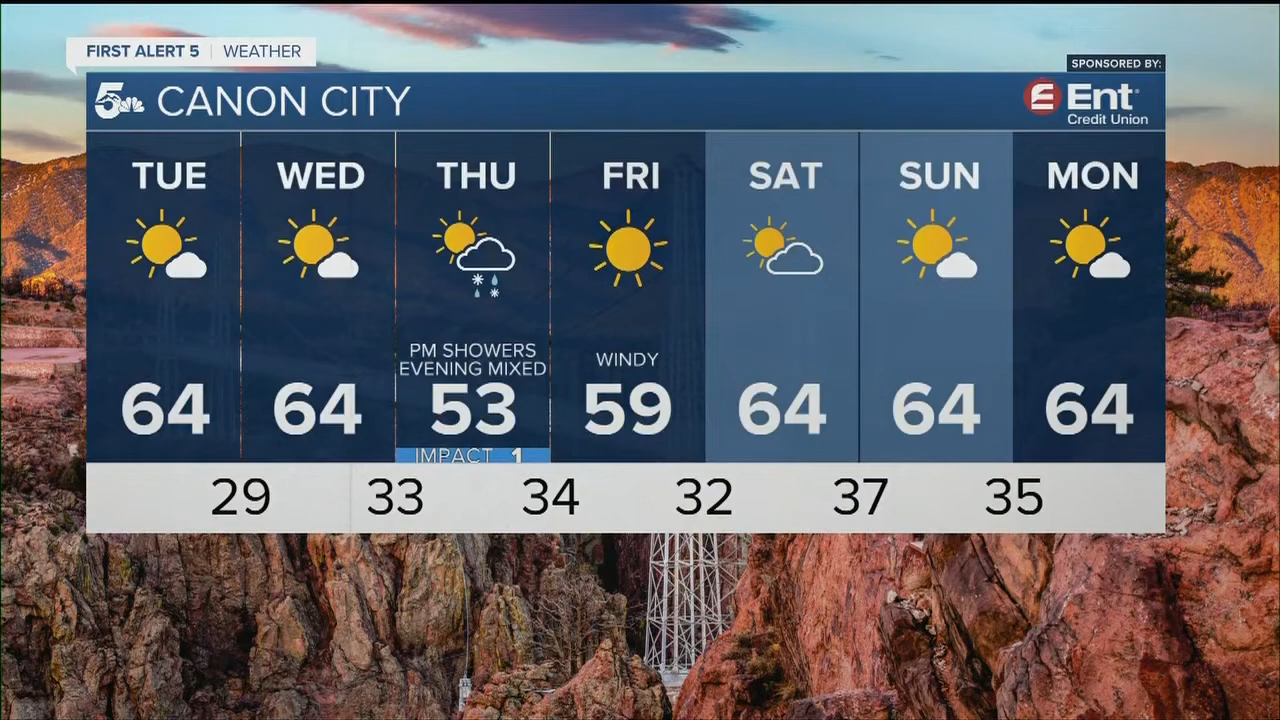 FIRST ALERT 5 | WEATHER
SPONSORED BY:
5 CANON CITY
Ent
Credit Union
TUE WED THU FRI SAT SUN MON
PM SHOWERS
EVENING MIXED
WINDY
64 64 53 59 64 64 64
IMPACT 1
29 33 34 32 37 35